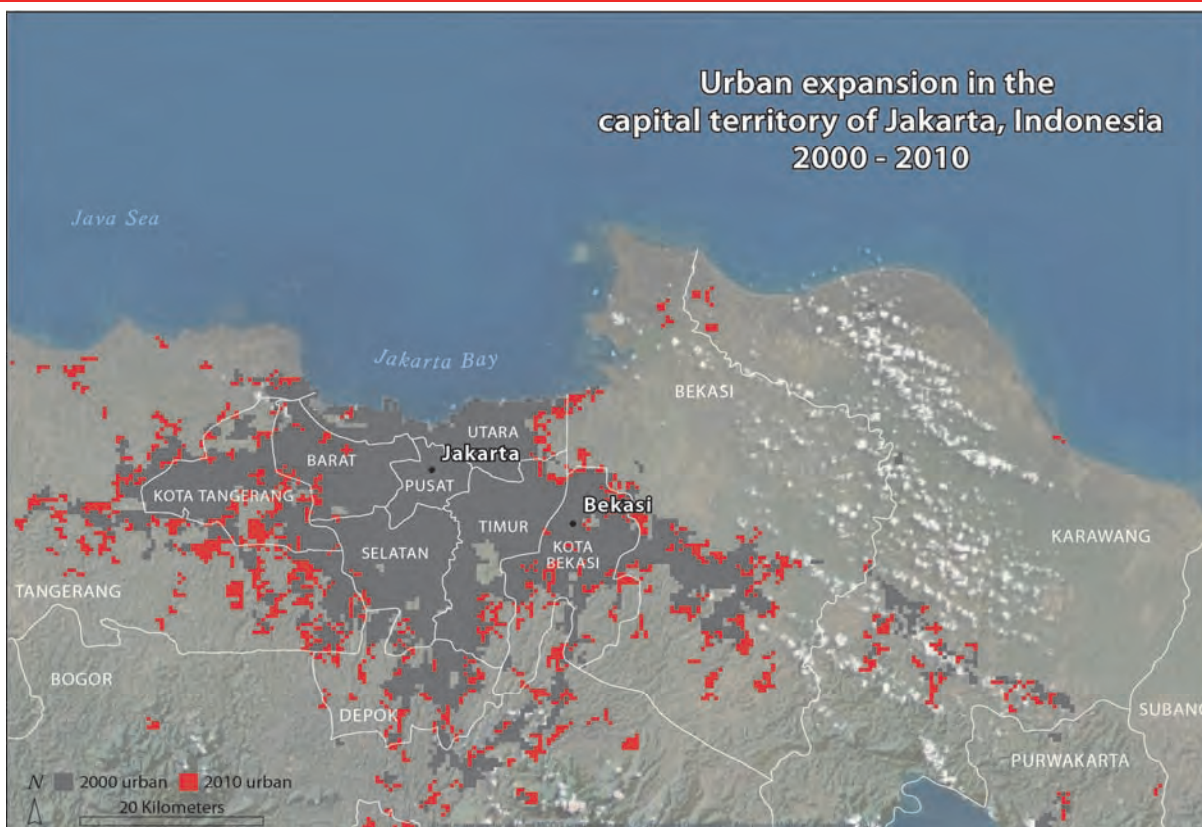 Urban expansion in the
capital territory of Jakarta, Indonesia
2000 - 2010
Java Sea
Jakarta Bay
BEKASI
UTARA
Jakarta
BARAT
PUSAT
KOTA TANGERANG
Bekasi
TIMUR
KARAWANG
SELATAN
KOTA
BEKASI
TANGERANG
BOGOR
DEPOK
SUBANG
PURWAKARTA
N 2000 urban 2010 urban
20 Kilometers